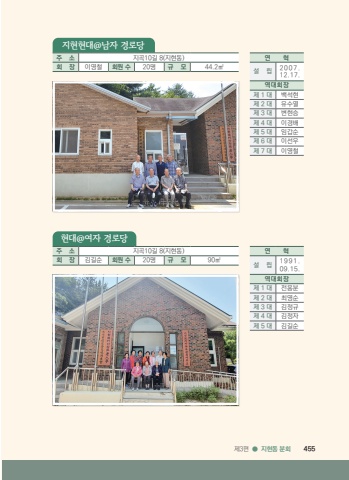 지현현대@남자 경로당
주 소 지곡10길 8(지현동)
회 장 이영철 회원 수 20명 규 모 44.2㎡
연 혁
설 립 2007. 12.17.
역대회장
제 1 대 백석현
제 2 대 유수열
제 3 대 변현승
제 4 대 이경배
제 5 대 임갑순
제 6 대 이선우
제 7 대 이영철
현대@여자 경로당
주 소 지곡10길 8(지현동)
회 장 김길순 회원 수 20명 규 모 90㎡
연 혁
설 립 1991. 09.15.
역대회장
제 1 대 전음분
제 2 대 최영순
제 3 대 김정규
제 4 대 김정자
제 5 대 김길순
제3편 ● 지현동 문화 455